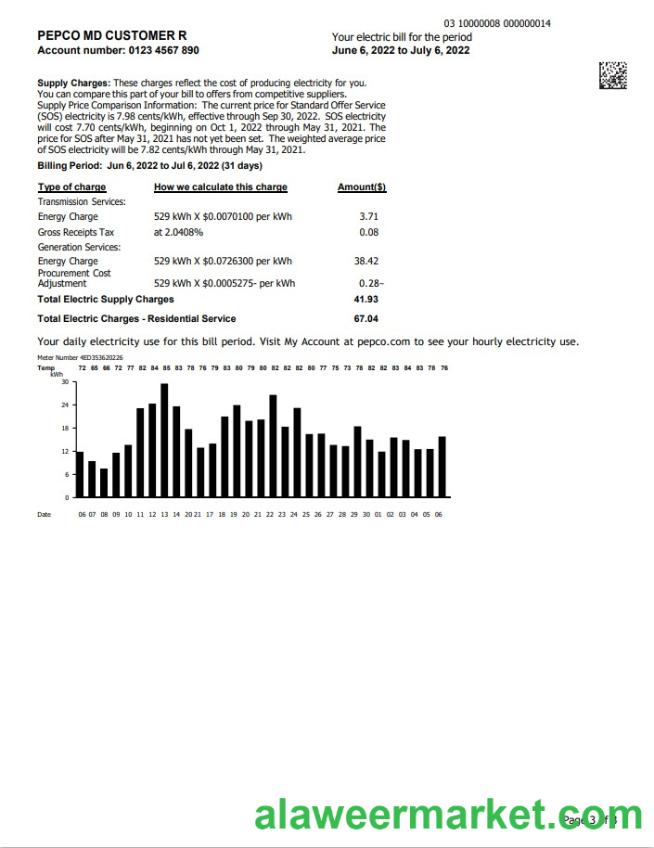 03 10000008 000000014
PEPCO MD CUSTOMER R
Account number: 0123 4567 890
Your electric bill for the period
June 6, 2022 to July 6, 2022
Supply Charges: These charges reflect the cost of producing electricity for you.
You can compare this part of your bill to offers from competitive suppliers.
Supply Price Comparison Information: The current price for Standard Offer Service
(SOS) electricity is 7.98 cents/kWh, effective through Sep 30, 2022. SOS electricity
will cost 7.70 cents/kWh, beginning on Oct 1, 2022 through May 31, 2021. The
price for SOS after May 31, 2021 has not yet been set. The weighted average price
of SOS electricity will be 7.82 cents/kWh through May 31, 2021.
Billing Period: Jun 6, 2022 to Jul 6, 2022 (31 days)
Type of charge How we calculate this charge Amount($)
Transmission Services:
Energy Charge 529 kWh X $0.0070100 per kWh 3.71
Gross Receipts Tax at 2.0408% 0.08
Generation Services:
Energy Charge 529 kWh X $0.0726300 per kWh 38.42
Procurement Cost
Adjustment 529 kWh X $0.0005275- per kWh 0.28-
Total Electric Supply Charges 41.93
Total Electric Charges - Residential Service 67.04
Your daily electricity use for this bill period. Visit My Account at pepco.com to see your hourly electricity use.
Meter Number 4ED353620226
Temp 72 65 66 72 77 82 84 85 83 78 76 79 83 80 79 80 82 82 82 80 77 75 73 78 82 82 83 84 83 78 76
kWh
30
24
18
12
6
0
Date 06 07 08 09 10 11 12 13 14 20 21 17 18 19 20 21 22 23 24 25 26 27 28 29 30 01 02 03 04 05 06
alaweermarket.com
Page 3 of 3